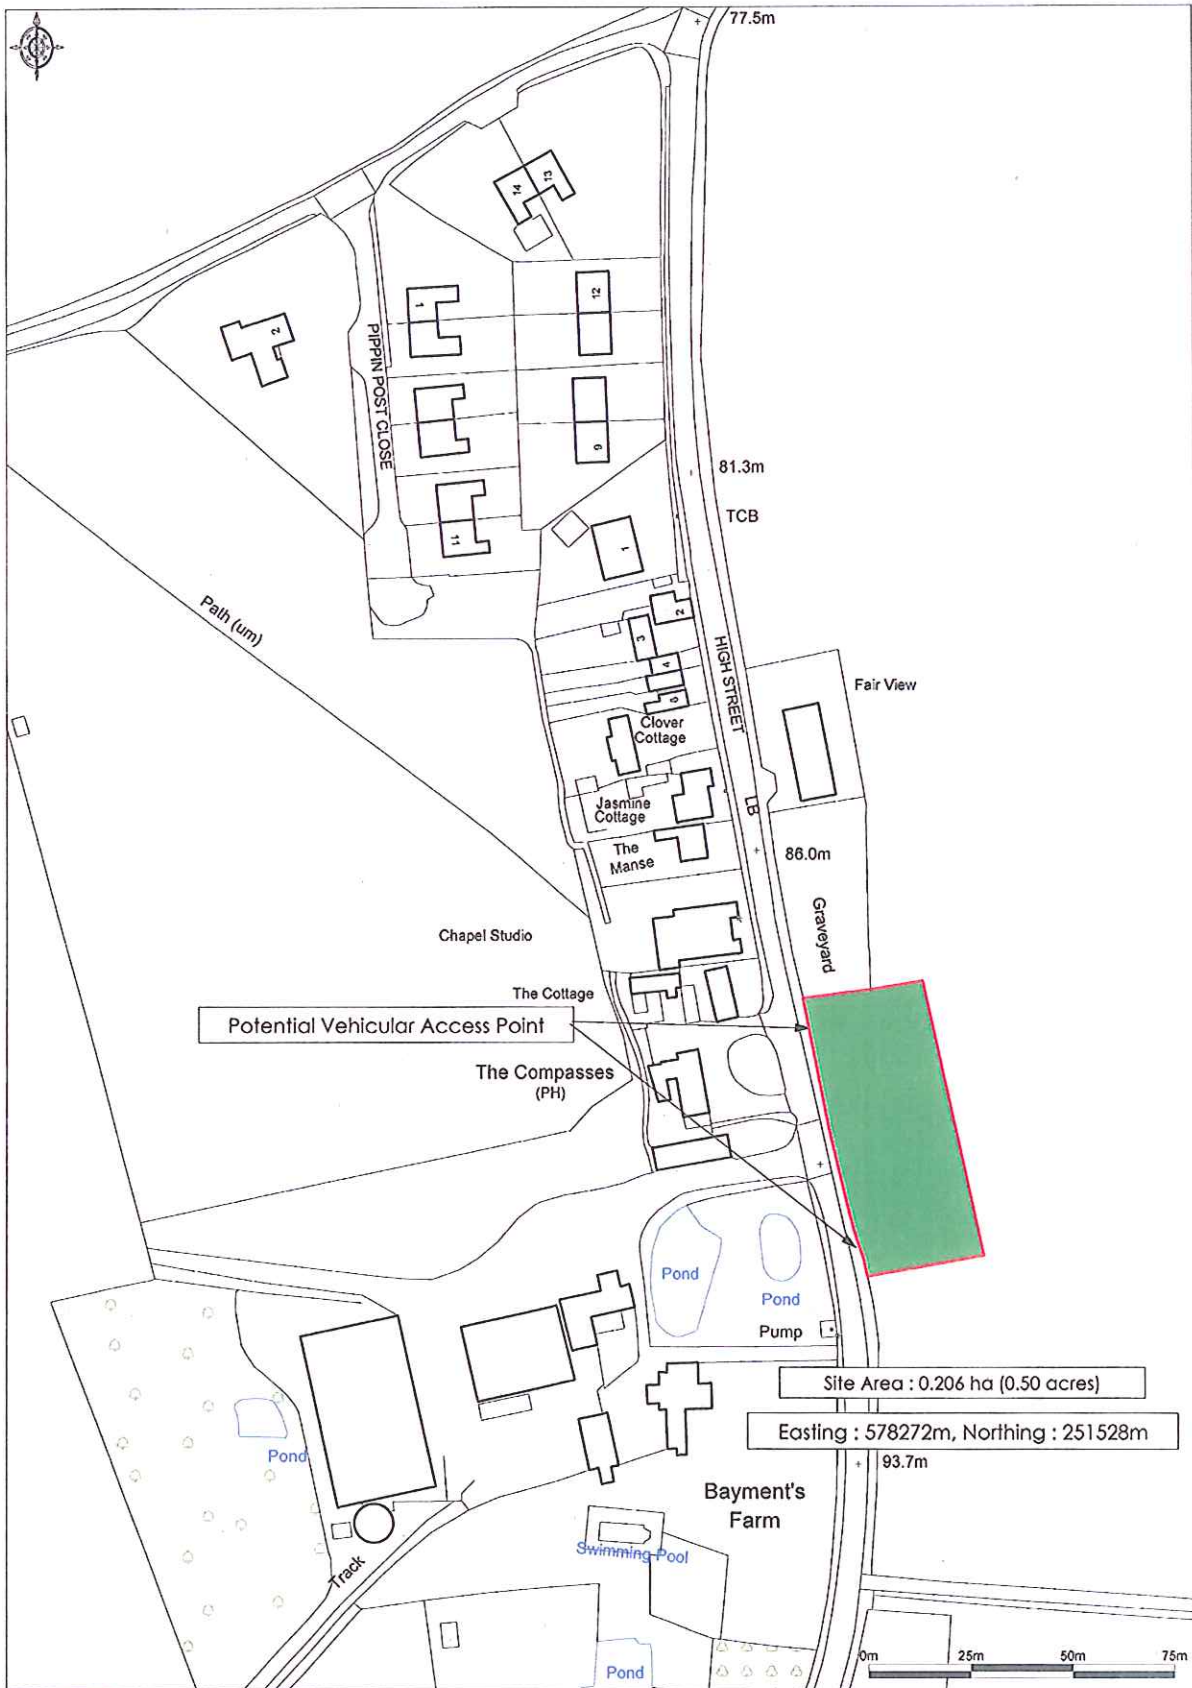 77.5m
13
14
12
1
2
PIPPIN POST CLOSE
9
81.3m
TCB
11
1
Path (um)
2
3
4
HIGH STREET
Fair View
Clover
Cottage
Jasmine
Cottage
LB
The
Manse
86.0m
Graveyard
Chapel Studio
The Cottage
Potential Vehicular Access Point
The Compasses
(PH)
Pond
Pond
Pump
Site Area : 0.206 ha (0.50 acres)
Easting : 578272m, Northing : 251528m
Pond
93.7m
Bayment's
Farm
Swimming Pool
Track
Pond
0m 25m 50m 75m